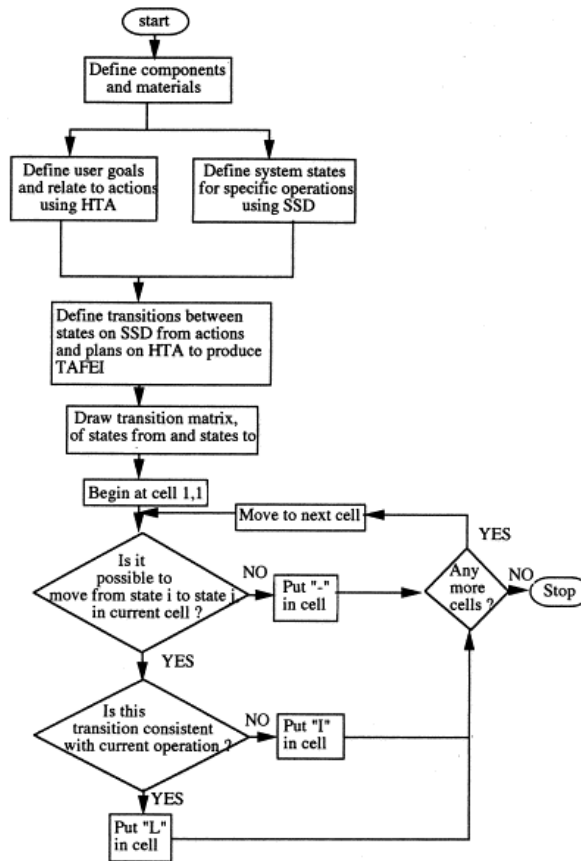 start
Define components
and materials
Define user goals
and relate to actions
using HTA
Define system states
for specific operations
using SSD
Define transitions between
states on SSD from actions
and plans on HTA to produce
TAFEI
Draw transition matrix,
of states from and states to
Begin at cell 1,1
Move to next cell
YES
Is it
possible to
move from state i to state j,
in current cell ?
NO
Put "-"
in cell
Any
more
cells ?
NO
Stop
YES
Is this
transition consistent
with current operation ?
NO
Put "I"
in cell
YES
Put "L"
in cell